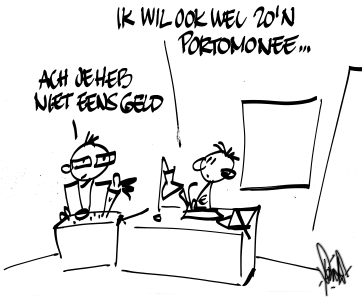 IK WIL OOK WEL ZO'N
PORTOMONEE...
ACH JE HEB
NIET EENS GELD
€